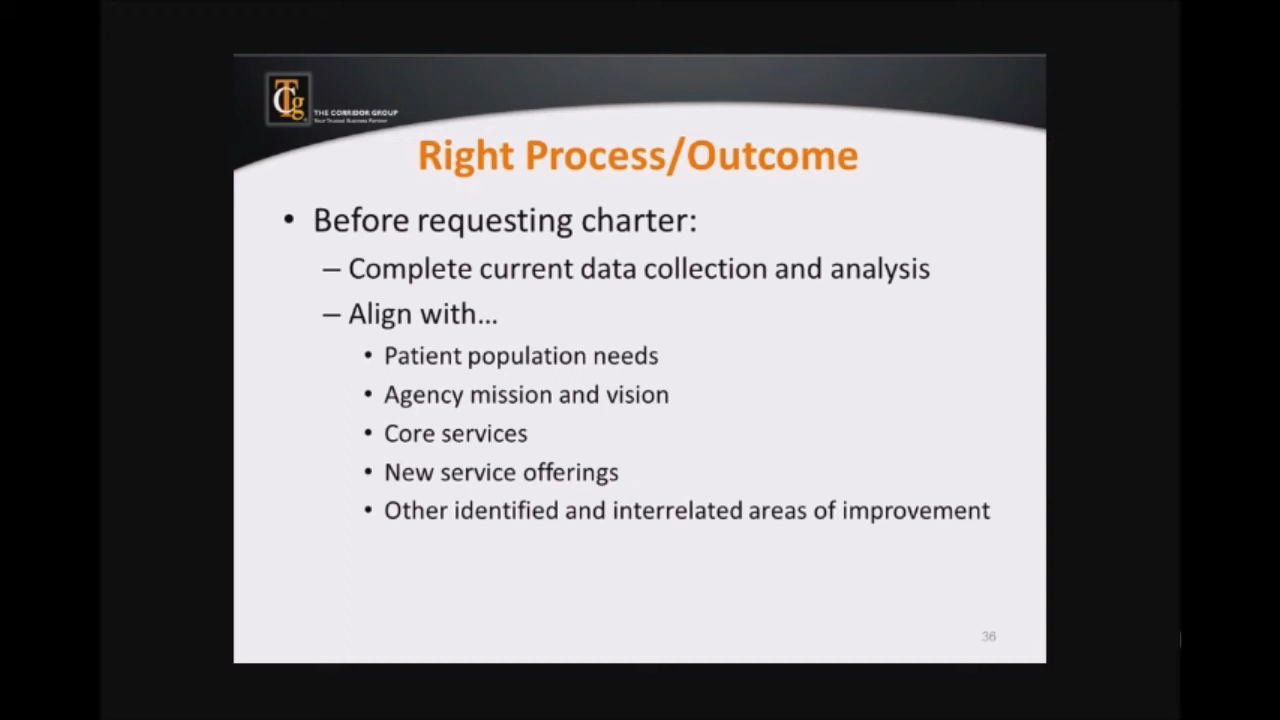 TCg
THE CORRIDOR GROUP
Your Trusted Business Partner
Right Process/Outcome
• Before requesting charter:
– Complete current data collection and analysis
– Align with...
• Patient population needs
• Agency mission and vision
• Core services
• New service offerings
• Other identified and interrelated areas of improvement
36